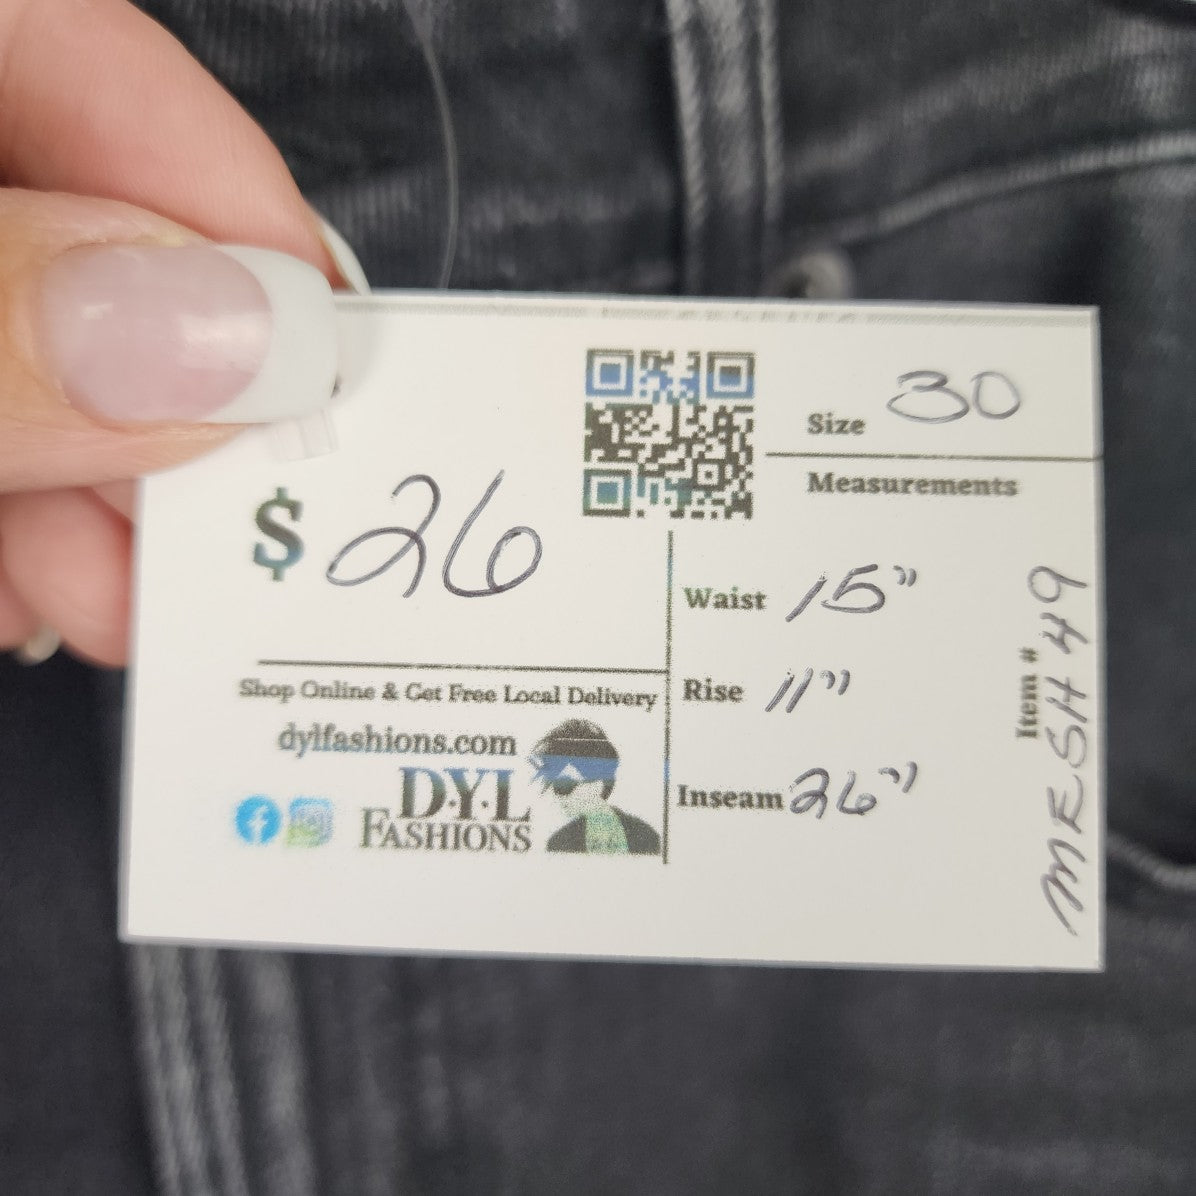 Size 30
Measurements
$ 26
Waist 15"
Rise 11"
Inseam 26"
Item #
MESH 49
Shop Online & Get Free Local Delivery
dylfashions.com
D.Y.L
FASHIONS